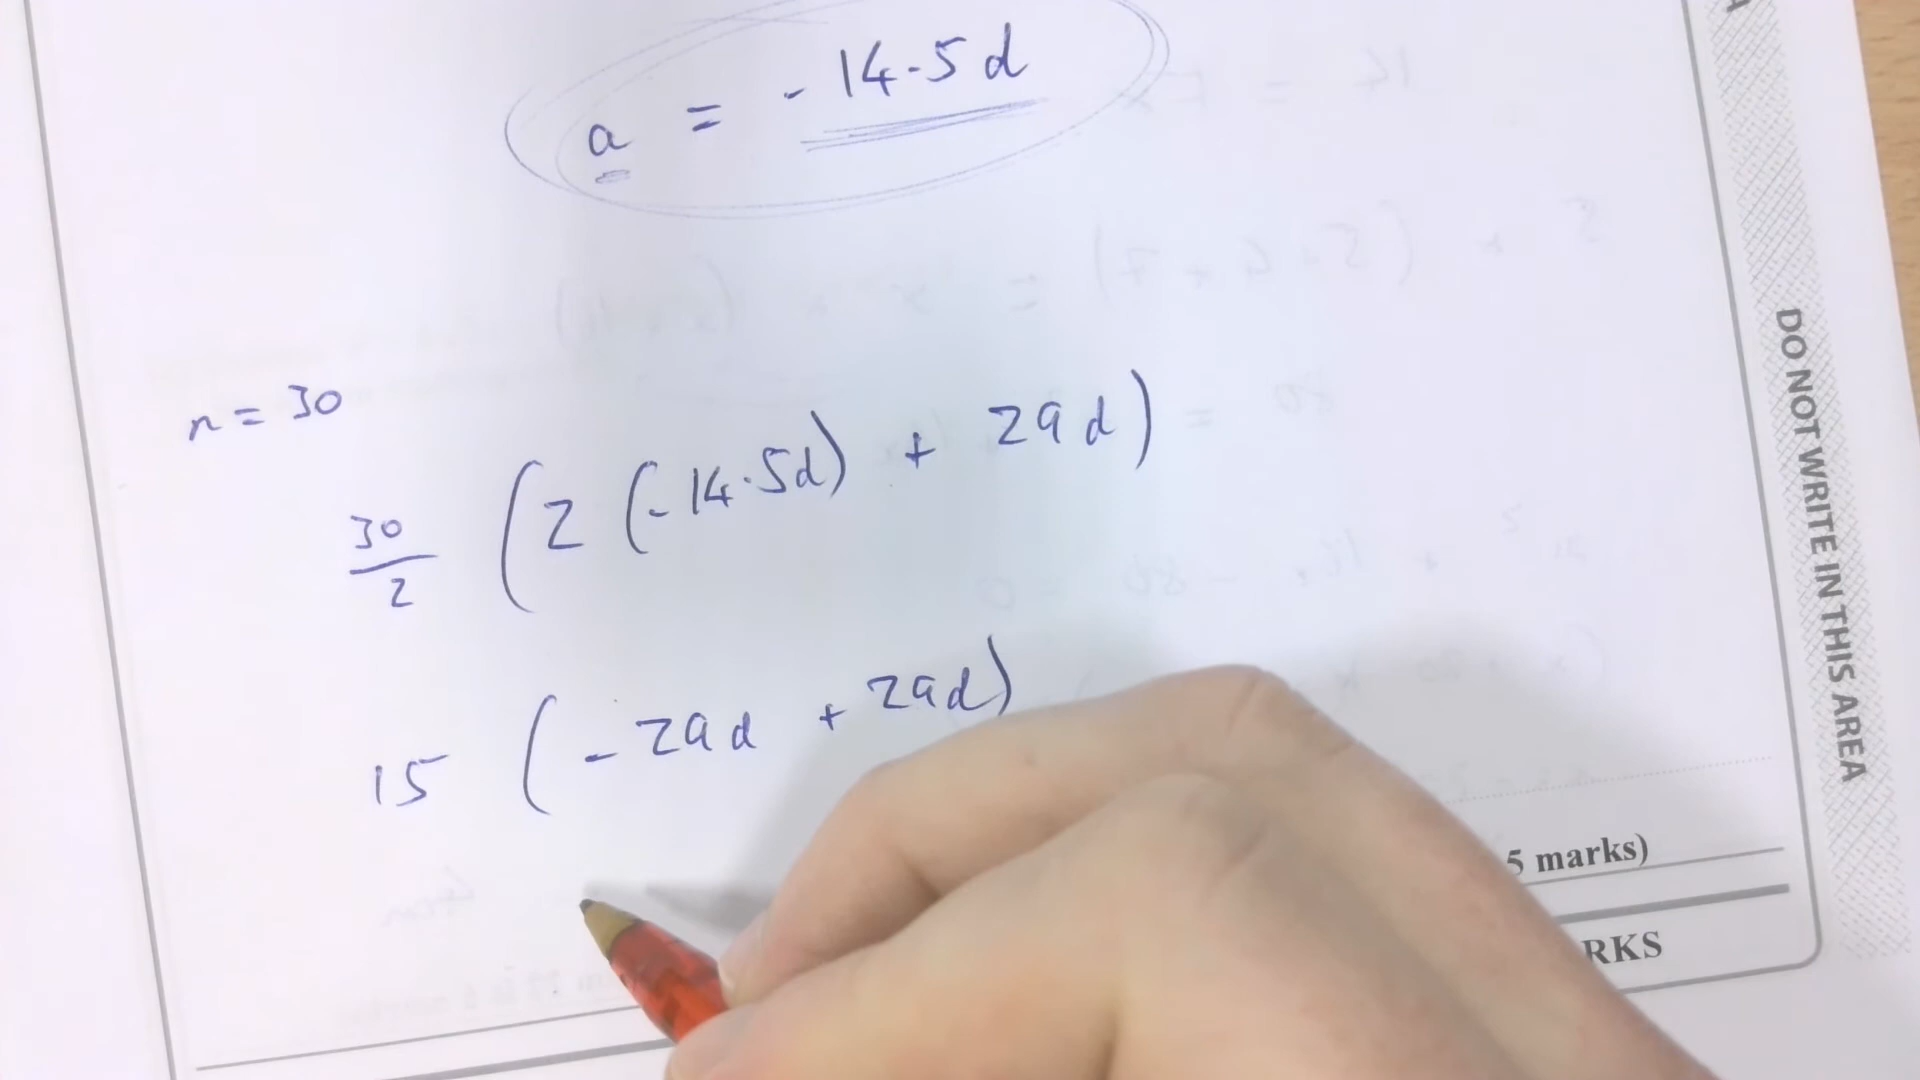 a = -14.5d
n = 30
30/2 (2(-14.5d) + 29d)
15 (-29d + 29d)
5 marks)
RKS
DO NOT WRITE IN THIS AREA